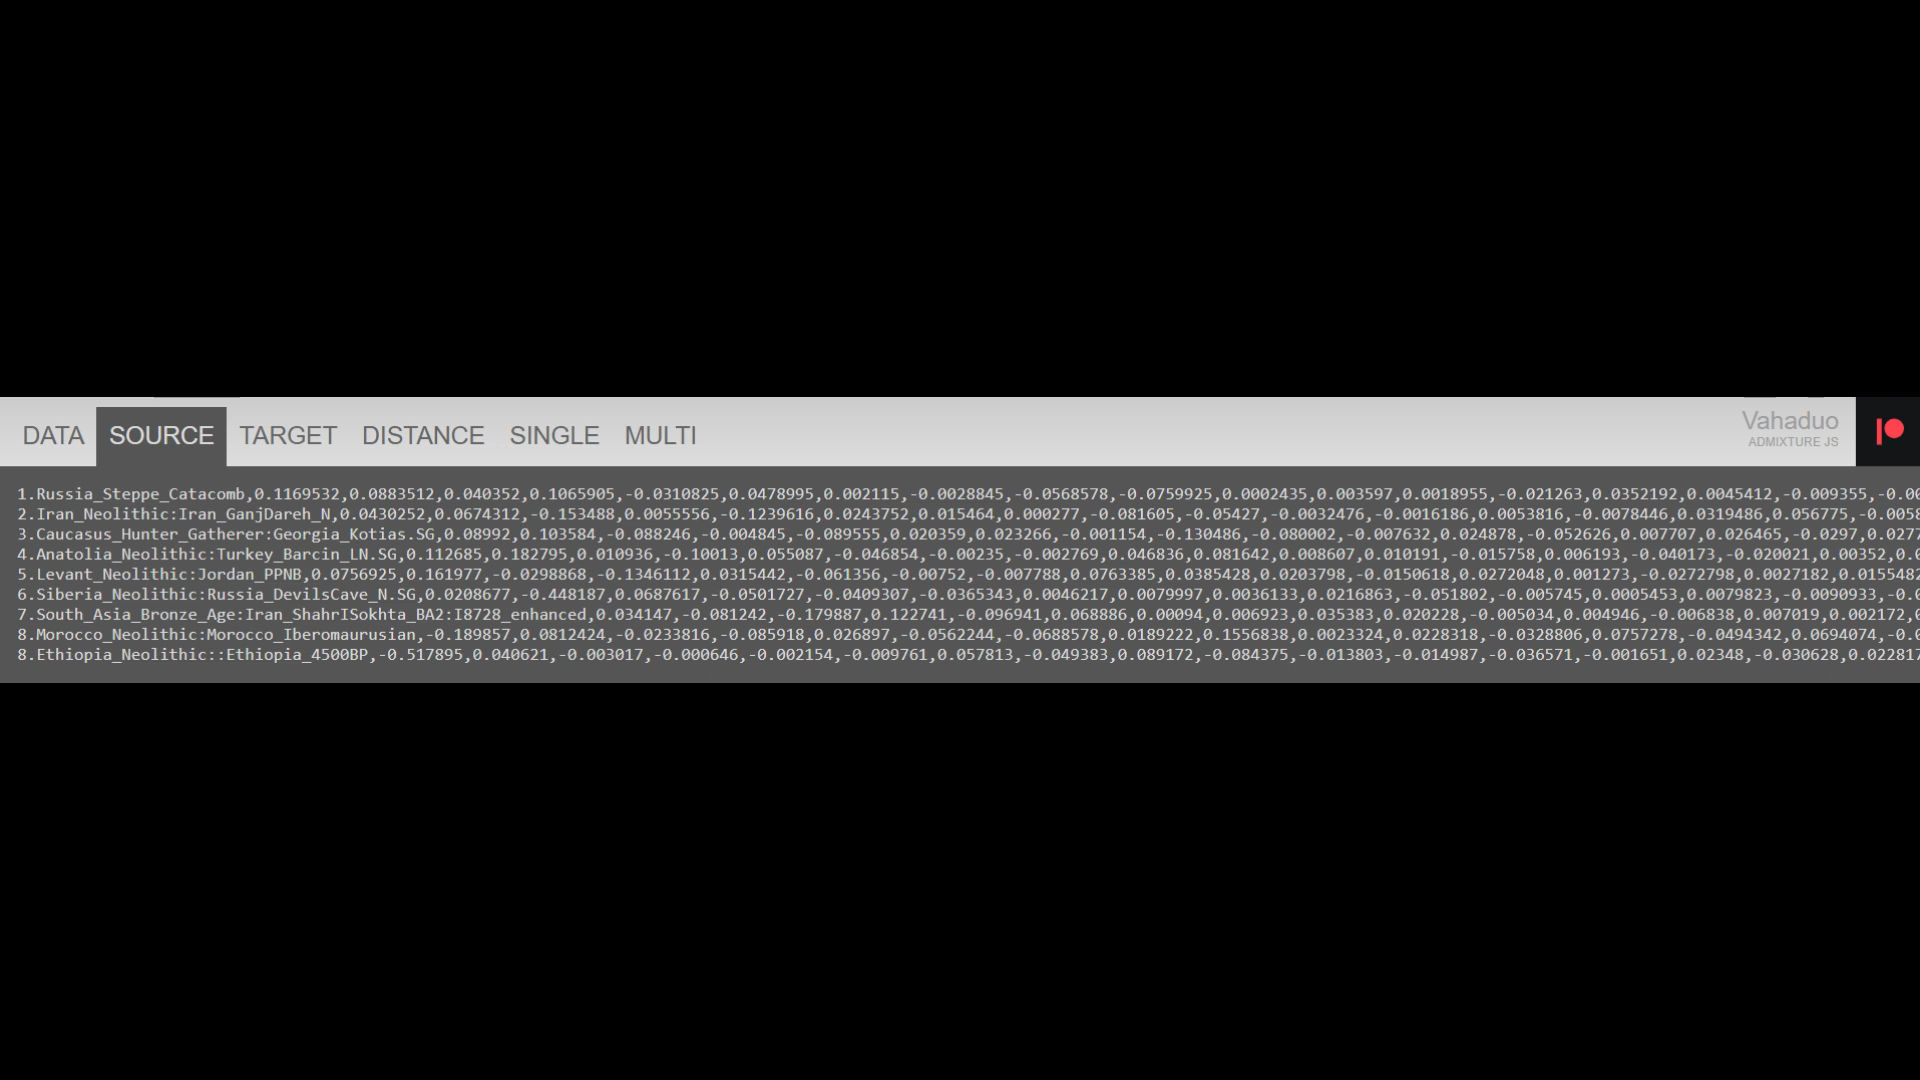 DATA SOURCE TARGET DISTANCE SINGLE MULTI
Vahaduo
ADMIXTURE JS
1.Russia_Steppe_Catacomb,0.1169532,0.0883512,0.040352,0.1065905,-0.0310825,0.0478995,0.002115,-0.0028845,-0.0568578,-0.0759925,0.0002435,0.003597,0.0018955,-0.021263,0.0352192,0.0045412,-0.009355,-0.00
2.Iran_Neolithic:Iran_GanjDareh_N,0.0430252,0.0674312,-0.153488,0.0055556,-0.1239616,0.0243752,0.015464,0.000277,-0.081605,-0.05427,-0.0032476,-0.0016186,0.0053816,-0.0078446,0.0319486,0.056775,-0.0058
3.Caucasus_Hunter_Gatherer:Georgia_Kotias.SG,0.08992,0.103584,-0.088246,-0.004845,-0.089555,0.020359,0.023266,-0.001154,-0.130486,-0.080002,-0.007632,0.024878,-0.052626,0.007707,0.026465,-0.0297,0.0277
4.Anatolia_Neolithic:Turkey_Barcin_LN.SG,0.112685,0.182795,0.010936,-0.10013,0.055087,-0.046854,-0.00235,-0.002769,0.046836,0.081642,0.008607,0.010191,-0.015758,0.006193,-0.040173,-0.020021,0.00352,0.0
5.Levant_Neolithic:Jordan_PPNB,0.0756925,0.161977,-0.0298868,-0.1346112,0.0315442,-0.061356,-0.00752,-0.007788,0.0763385,0.0385428,0.0203798,-0.0150618,0.0272048,0.001273,-0.0272798,0.0027182,0.0155482
6.Siberia_Neolithic:Russia_DevilsCave_N.SG,0.0208677,-0.448187,0.0687617,-0.0501727,-0.0409307,-0.0365343,0.0046217,0.0079997,0.0036133,0.0216863,-0.051802,-0.005745,0.0005453,0.0079823,-0.0090933,-0.0
7.South_Asia_Bronze_Age:Iran_ShahrISokhta_BA2:I8728_enhanced,0.034147,-0.081242,-0.179887,0.122741,-0.096941,0.068886,0.00094,0.006923,0.035383,0.020228,-0.005034,0.004946,-0.006838,0.007019,0.002172,0
8.Morocco_Neolithic:Morocco_Iberomaurusian,-0.189857,0.0812424,-0.0233816,-0.085918,0.026897,-0.0562244,-0.0688578,0.0189222,0.1556838,0.0023324,0.0228318,-0.0328806,0.0757278,-0.0494342,0.0694074,-0.0
8.Ethiopia_Neolithic::Ethiopia_4500BP,-0.517895,0.040621,-0.003017,-0.000646,-0.002154,-0.009761,0.057813,-0.049383,0.089172,-0.084375,-0.013803,-0.014987,-0.036571,-0.001651,0.02348,-0.030628,0.022817